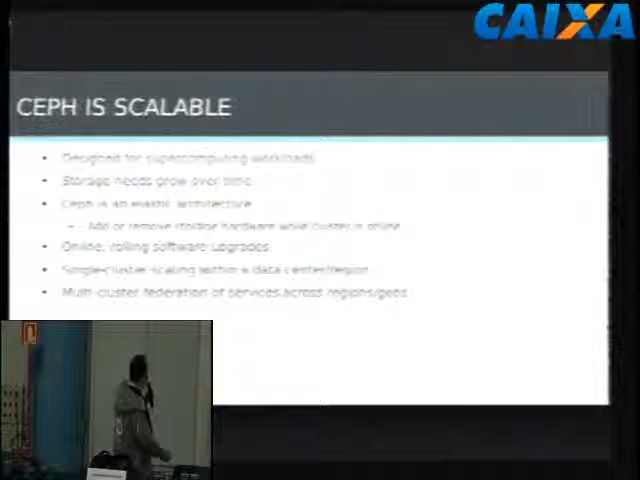 CAIXA
CEPH IS SCALABLE
Designed for supercomputing workloads
Storage needs grow over time
Ceph is an elastic architecture
Add or remove storage hardware while cluster is online
Online, rolling software upgrades
Single-cluster scaling within a data center/region
Multi-cluster federation of services across regions/geos